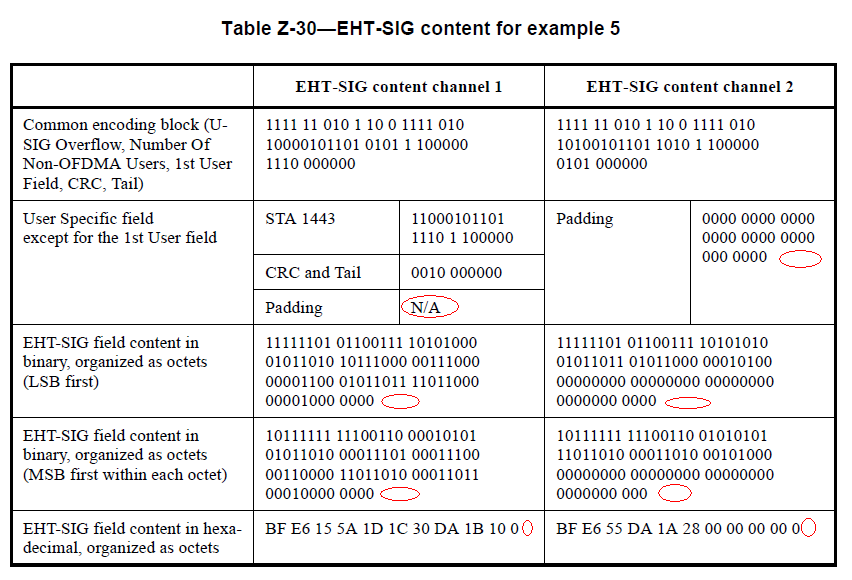 Table Z-30—EHT-SIG content for example 5
EHT-SIG content channel 1
EHT-SIG content channel 2
Common encoding block (U-
SIG Overflow, Number Of
Non-OFDMA Users, 1st User
Field, CRC, Tail)
1111 11 010 1 10 0 1111 010
10000101101 0101 1 100000
1110 000000
1111 11 010 1 10 0 1111 010
10100101101 1010 1 100000
0101 000000
User Specific field
except for the 1st User field
STA 1443
11000101101
1110 1 100000
CRC and Tail
0010 000000
Padding
N/A
Padding
0000 0000 0000
0000 0000 0000
000 0000
EHT-SIG field content in
binary, organized as octets
(LSB first)
11111101 01100111 10101000
01011010 10111000 00111000
00001100 01011011 11011000
00001000 0000
11111101 01100111 10101010
01011011 01011000 00010100
00000000 00000000 00000000
0000000 0000
EHT-SIG field content in
binary, organized as octets
(MSB first within each octet)
10111111 11100110 00010101
01011010 00011101 00011100
00110000 11011010 00011011
00010000 0000
10111111 11100110 01010101
11011010 00011010 00101000
00000000 00000000 00000000
0000000 000
EHT-SIG field content in hexa-
decimal, organized as octets
BF E6 15 5A 1D 1C 30 DA 1B 10 0
BF E6 55 DA 1A 28 00 00 00 00 0